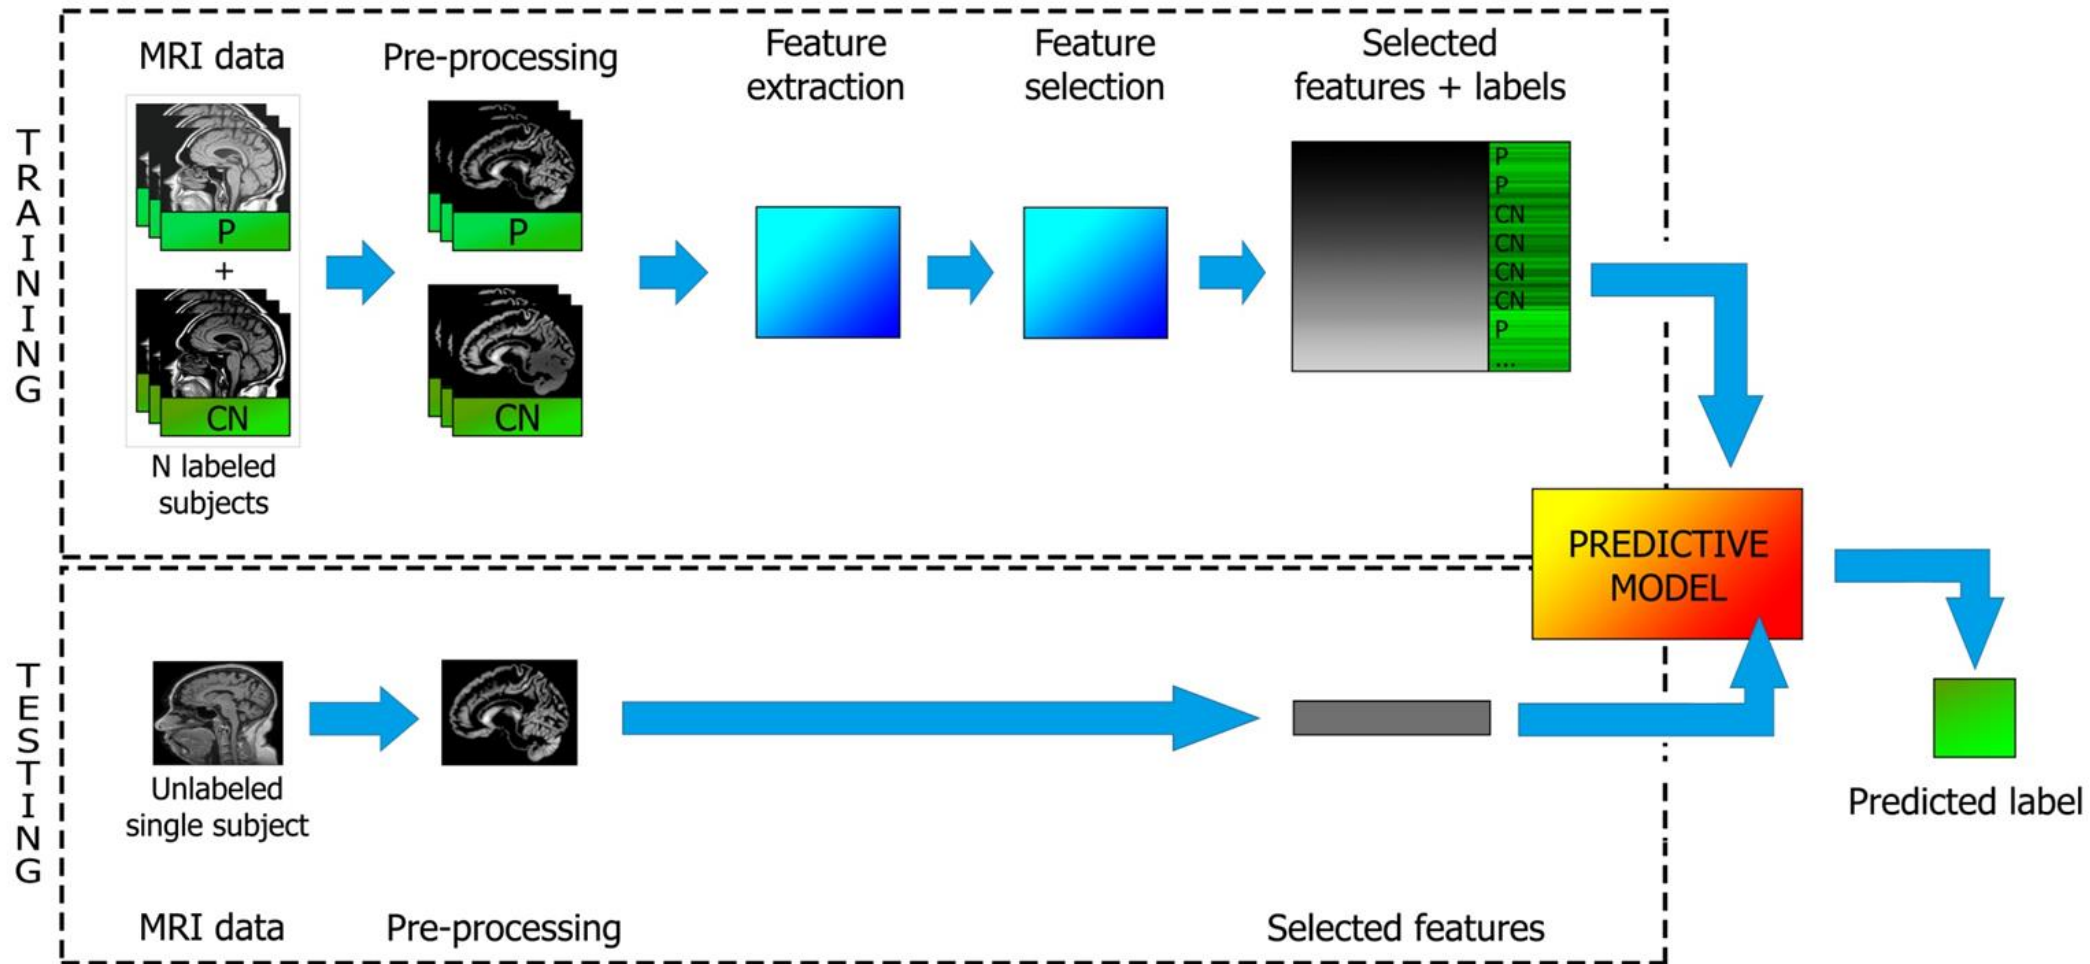 TRAINING
MRI data
Pre-processing
Feature
extraction
Feature
selection
Selected
features + labels
P
+
CN
N labeled
subjects
P
CN
P
P
CN
CN
CN
CN
P
...
PREDICTIVE
MODEL
TESTING
Unlabeled
single subject
MRI data
Pre-processing
Selected features
Predicted label